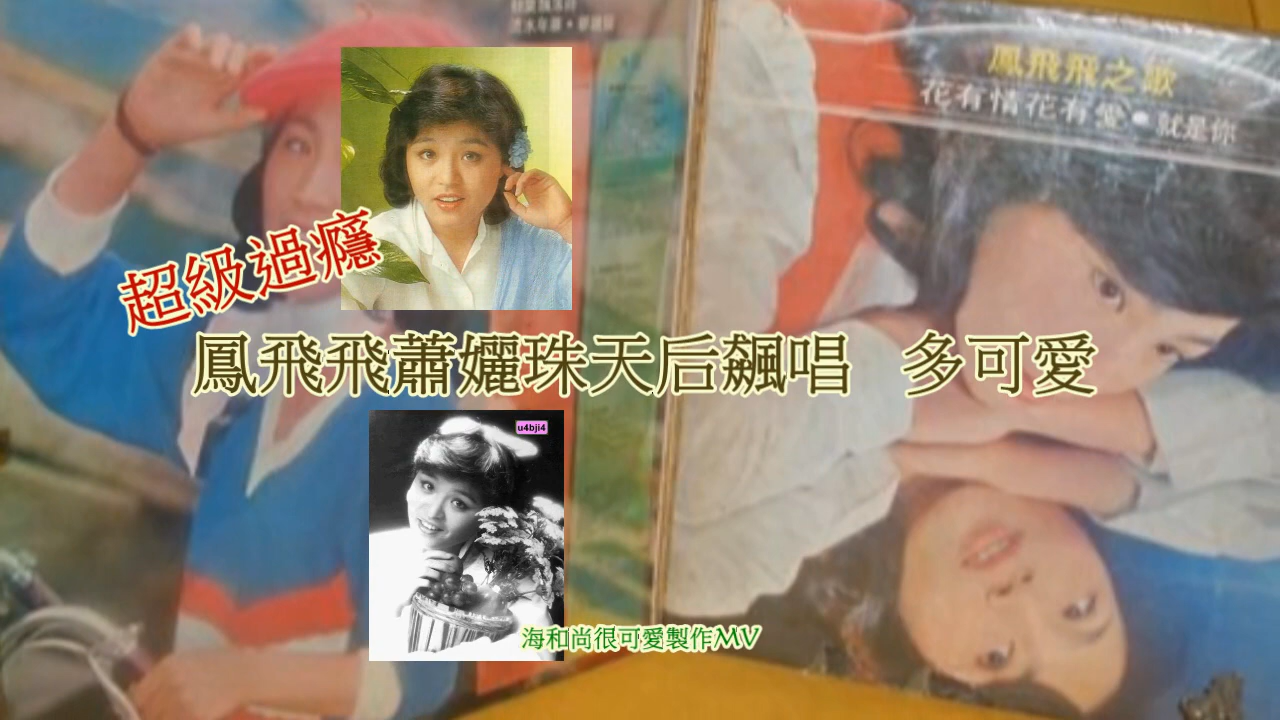 鳳飛飛之歌
花有情花有愛•就是你
超級過癮
鳳飛飛蕭孋珠天后飆唱 多可愛
u4bji4
海和尚很可愛製作MV